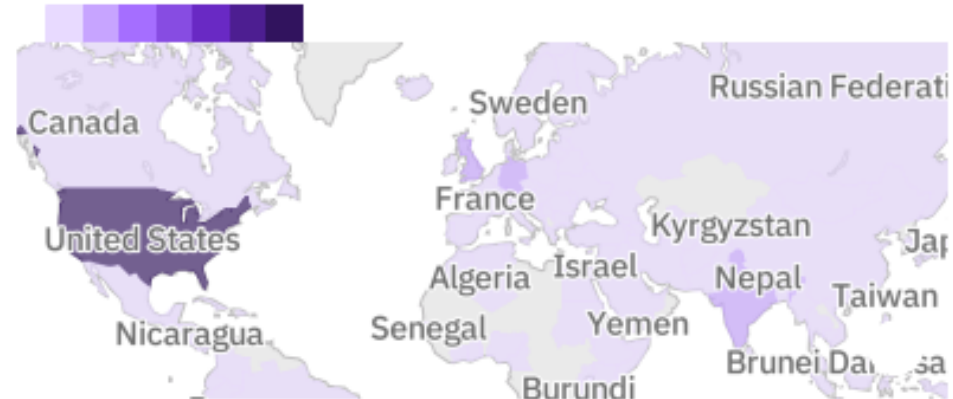 Russian Federati
Sweden
Canada
France
Kyrgyzstan
United States
Jap
Israel
Algeria
Nepal
Taiwan
Senegal
Yemen
Nicaragua
Brunei Da
sa
Burundi